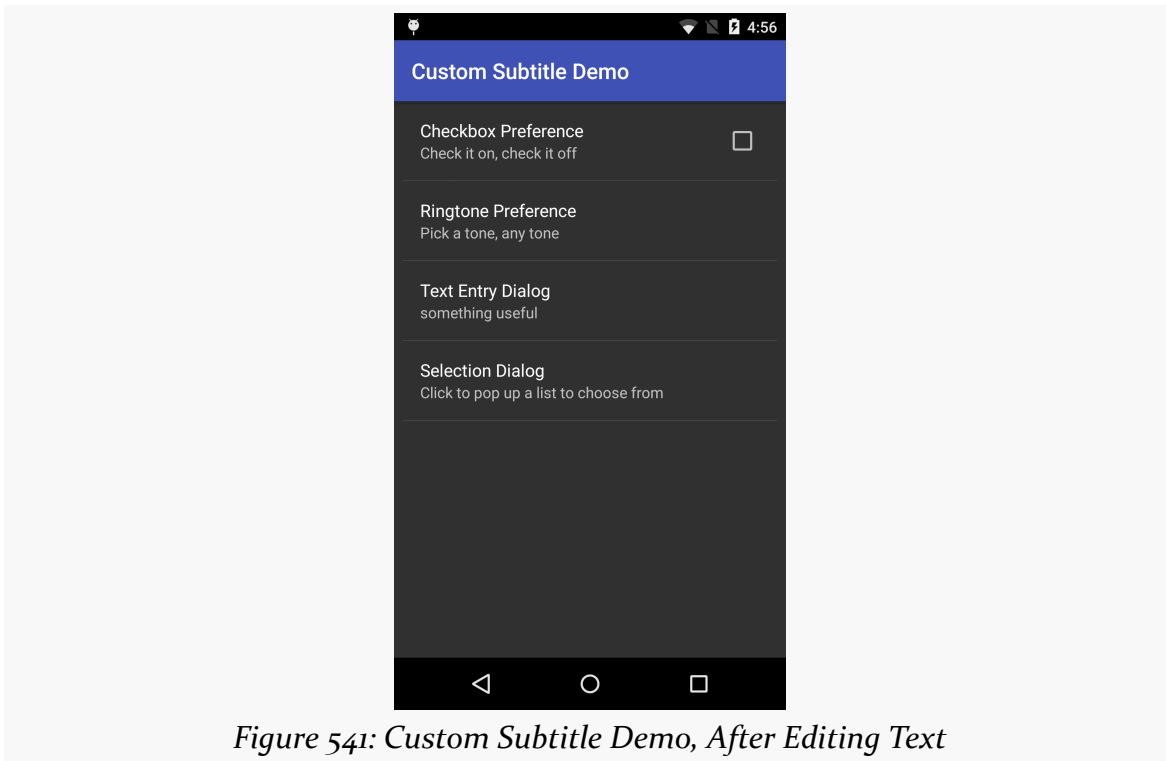 4:56
Custom Subtitle Demo
Checkbox Preference
Check it on, check it off
Ringtone Preference
Pick a tone, any tone
Text Entry Dialog
something useful
Selection Dialog
Click to pop up a list to choose from
Figure 541: Custom Subtitle Demo, After Editing Text